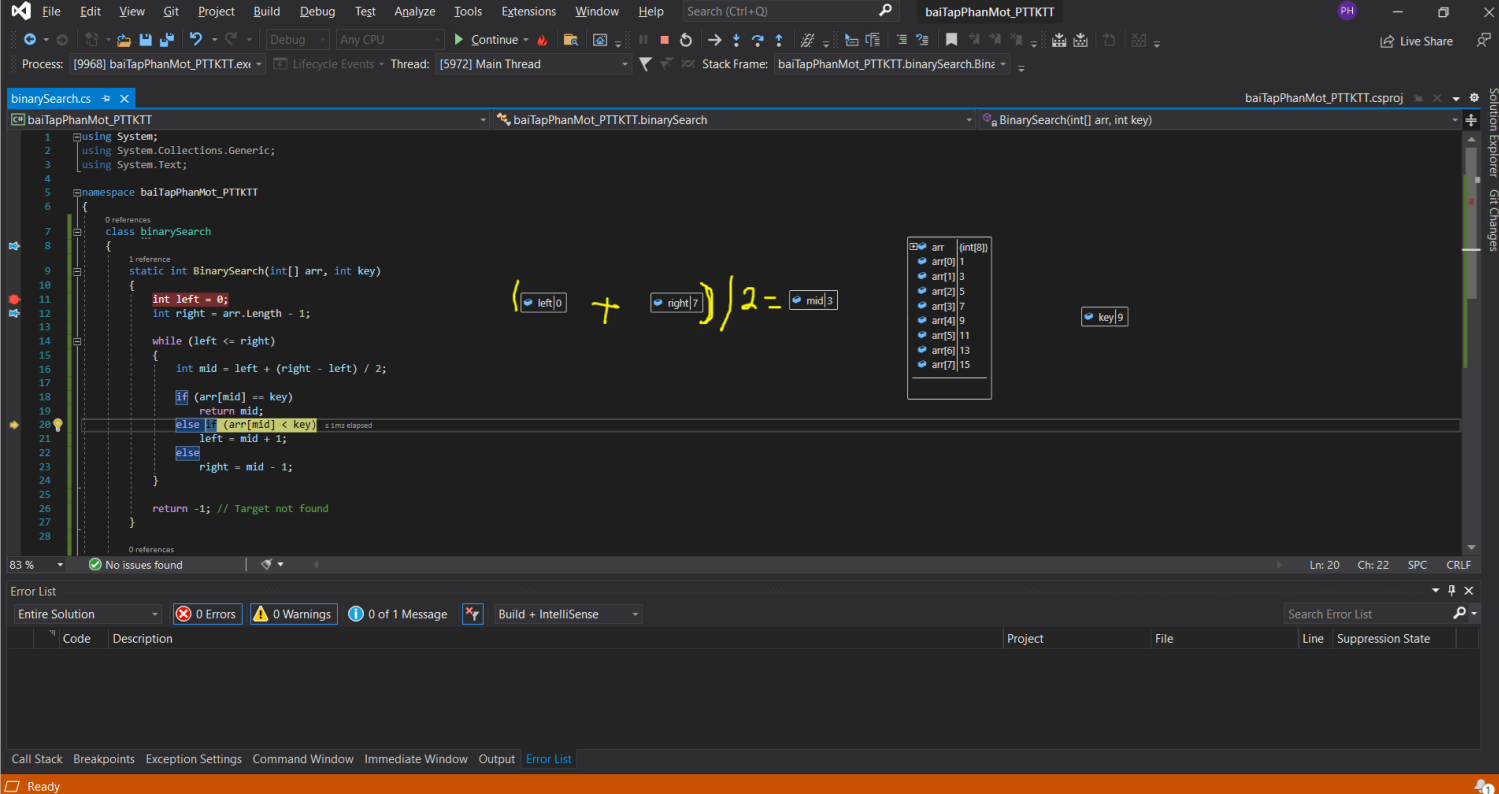 File Edit View Git Project Build Debug Test Analyze Tools Extensions Window Help Search (Ctrl+Q) baiTapPhanMot_PTTKTT PH
Debug Any CPU Continue Live Share
Process: [9968] baiTapPhanMot_PTTKTT.exe Lifecycle Events Thread: [5972] Main Thread Stack Frame: baiTapPhanMot_PTTKTT.binarySearch.Bina
binarySearch.cs baiTapPhanMot_PTTKTT.csproj
C# baiTapPhanMot_PTTKTT baiTapPhanMot_PTTKTT.binarySearch BinarySearch(int[] arr, int key)
Solution Explorer
Git Changes
1 using System;
2 using System.Collections.Generic;
3 using System.Text;
4
5 namespace baiTapPhanMot_PTTKTT
6 {
0 references
7 class binarySearch
8 {
1 reference
9 static int BinarySearch(int[] arr, int key)
10 {
11 int left = 0;
12 int right = arr.Length - 1;
13
14 while (left <= right)
15 {
16 int mid = left + (right - left) / 2;
17
18 if (arr[mid] == key)
19 return mid;
20 else if (arr[mid] < key) ≤ 1ms elapsed
21 left = mid + 1;
22 else
23 right = mid - 1;
24 }
25
26 return -1; // Target not found
27 }
28
0 references
( left 0 + right 7 ) / 2 = mid 3
arr (int[8])
arr[0] 1
arr[1] 3
arr[2] 5
arr[3] 7
arr[4] 9
arr[5] 11
arr[6] 13
arr[7] 15
key 9
83 % No issues found Ln: 20 Ch: 22 SPC CRLF
Error List
Entire Solution 0 Errors 0 Warnings 0 of 1 Message Build + IntelliSense Search Error List
Code Description Project File Line Suppression State
Call Stack Breakpoints Exception Settings Command Window Immediate Window Output Error List
Ready 1